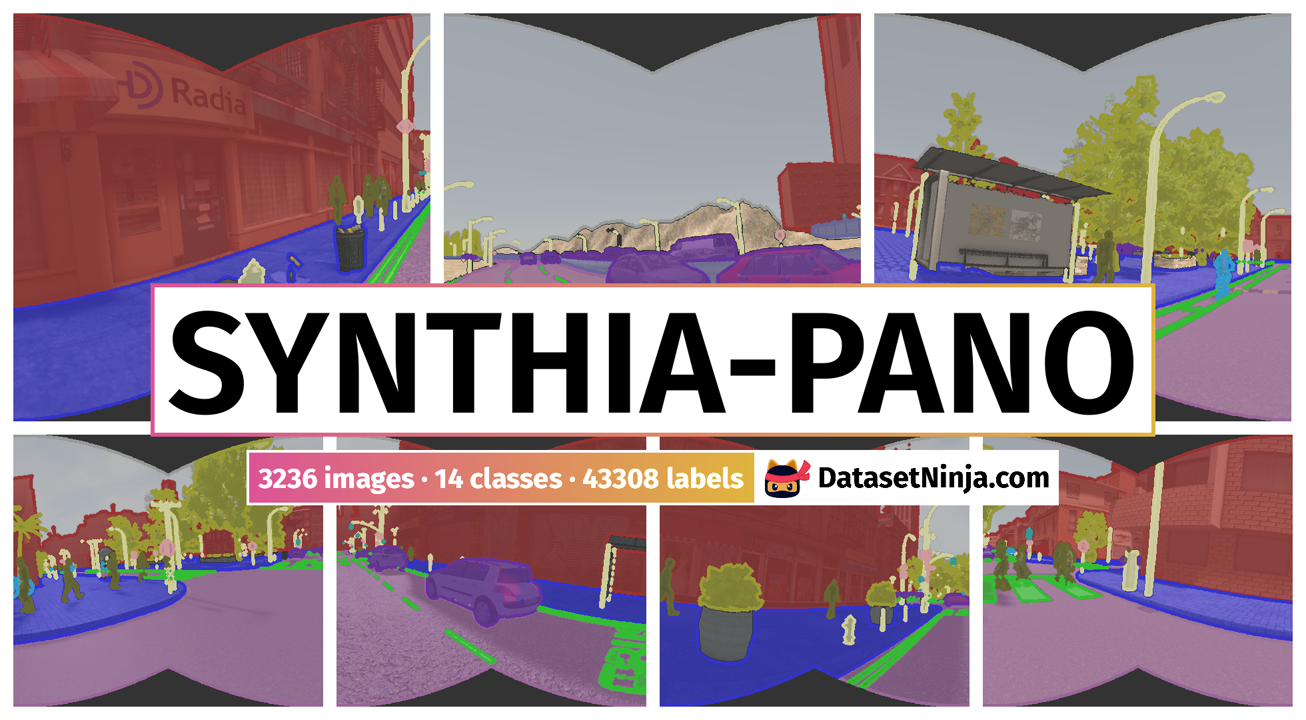 Radia
SYNTHIA-PANO
3236 images · 14 classes · 43308 labels
DatasetNinja.com